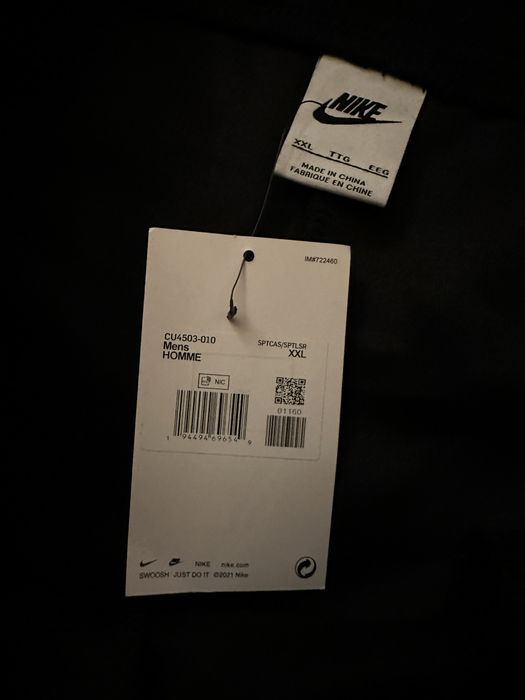 NIKE
XXL TTG EEG
MADE IN CHINA
FABRIQUE EN CHINE
IM#722460
CU4503-010
Mens
HOMME
SPTCAS/SPTLSR
XXL
NIC
01160
1 94494 69654 9
NIKE nike.com
SWOOSH JUST DO IT ©2021 Nike